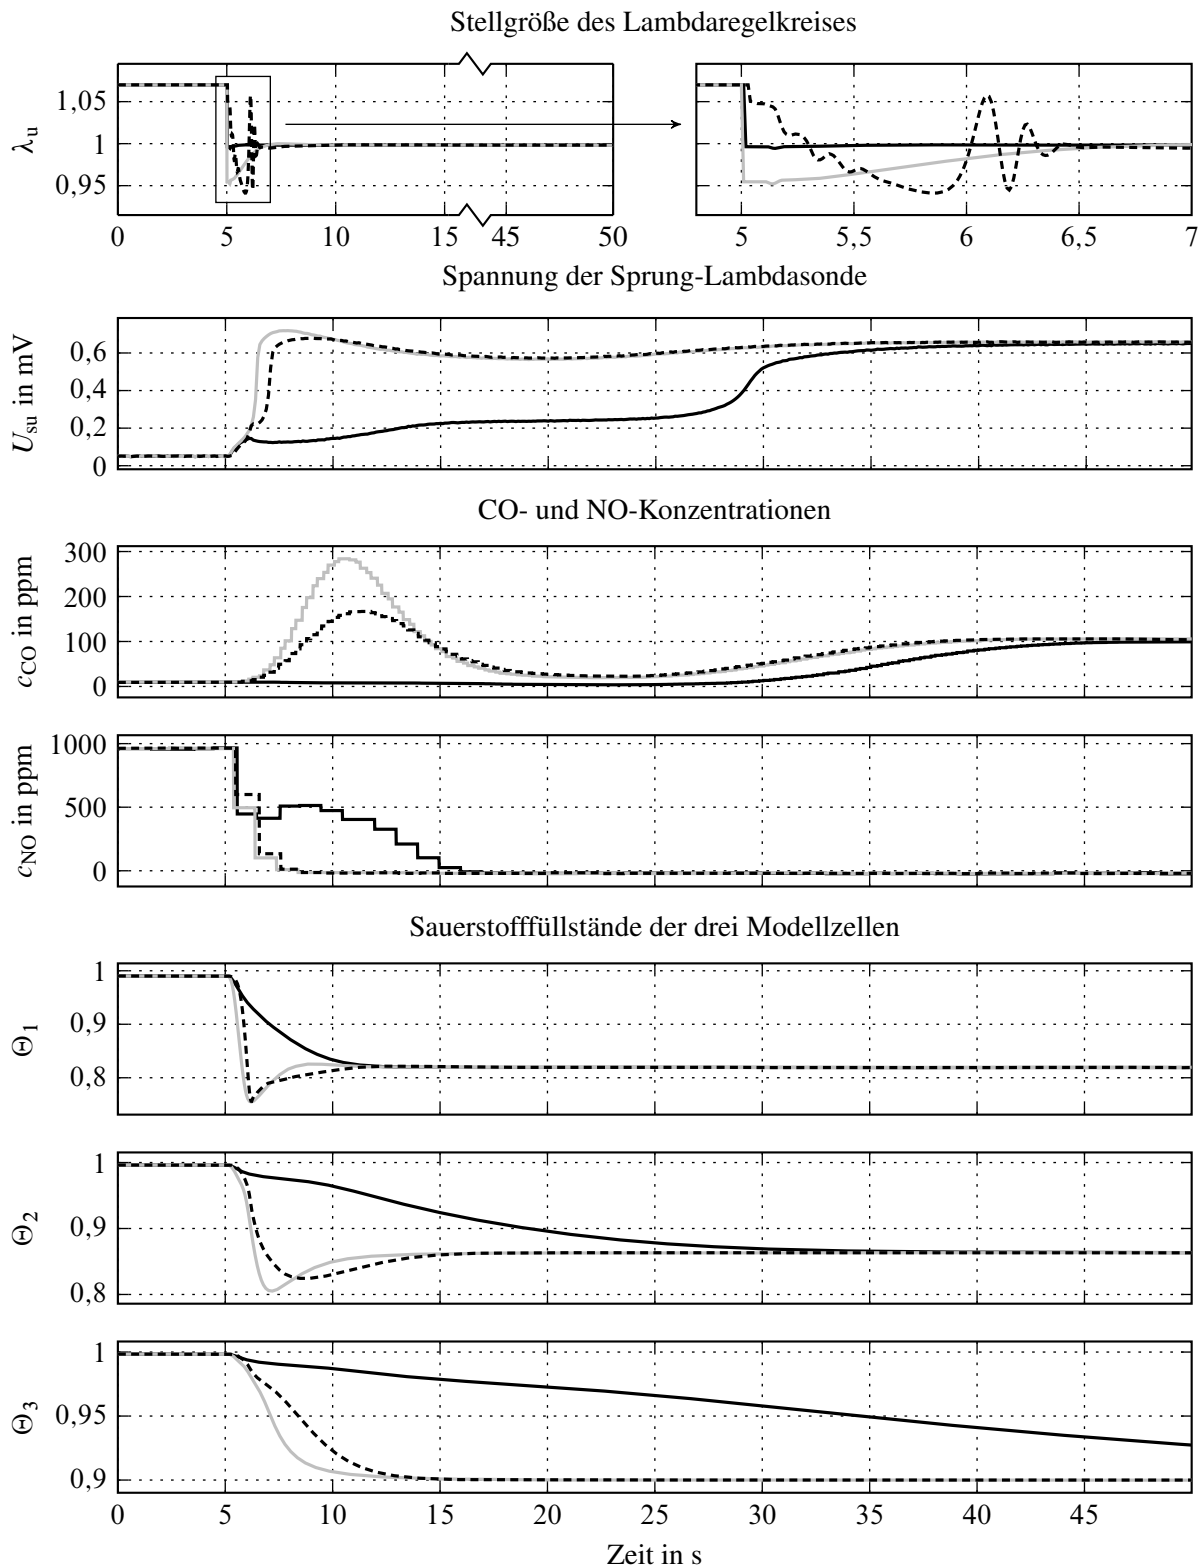 Stellgröße des Lambdaregelkreises
λu
1,05
1
0,95
0 5 10 15 45 50
5 5,5 6 6,5 7
Spannung der Sprung-Lambdasonde
Usu in mV
0,6
0,4
0,2
0
CO- und NO-Konzentrationen
cCO in ppm
300
200
100
0
cNO in ppm
1000
500
0
Sauerstofffüllstände der drei Modellzellen
Θ1
1
0,9
0,8
Θ2
1
0,9
0,8
Θ3
1
0,95
0,9
0 5 10 15 20 25 30 35 40 45
Zeit in s